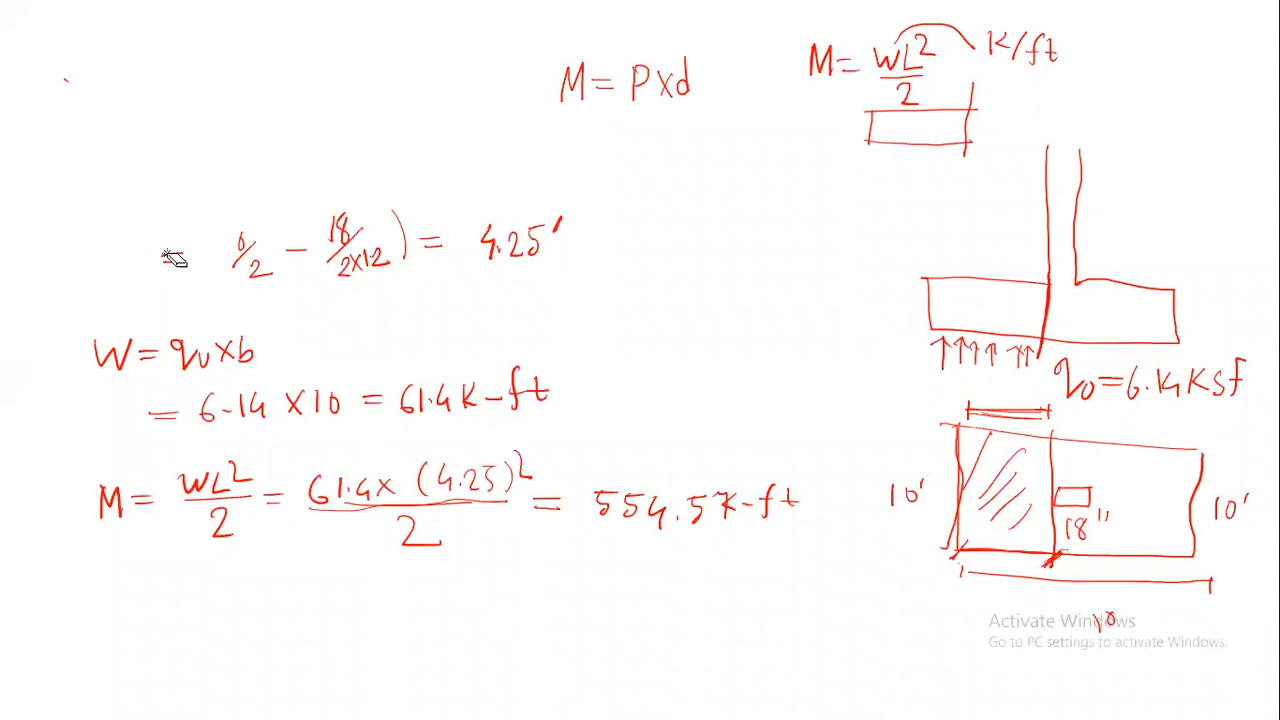 M = P x d
M = WL²/2 K/ft
0/2 - 18/2x12) = 4.25'
W = qu x b
= 6.14 x 10 = 61.4 K-ft
M = WL²/2 = 61.4 x (4.25)²/2 = 554.5 K-ft
qu = 6.14 Ksf
10'
18"
10'
10
Activate Windows
Go to PC settings to activate Windows.